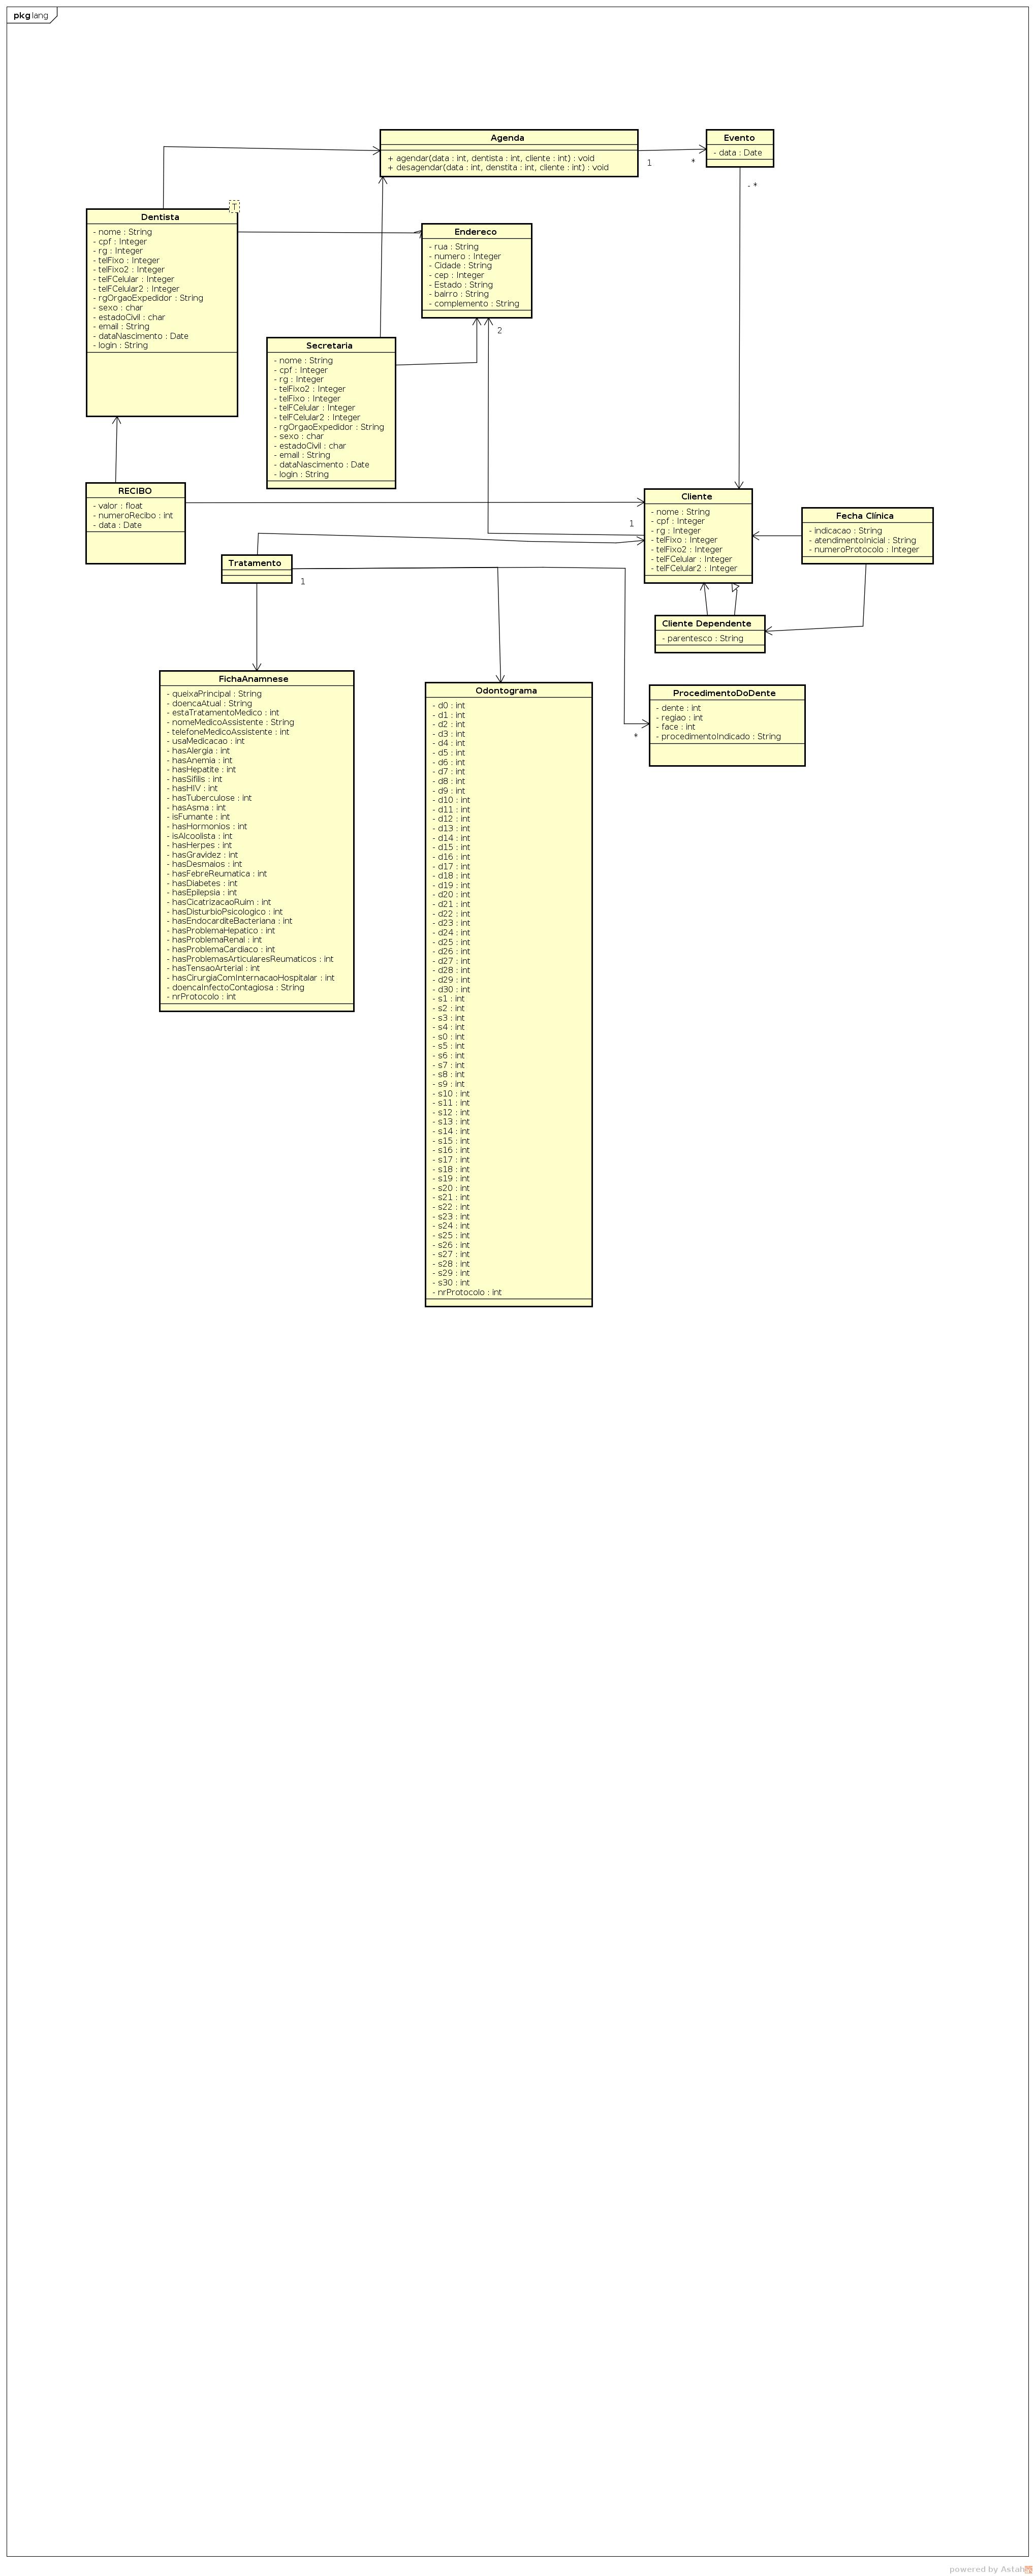 pkg lang
Agenda
+ agendar(data : int, dentista : int, cliente : int) : void
+ desagendar(data : int, denstita : int, cliente : int) : void
1
*
Evento
- data : Date
- *
T
Dentista
- nome : String
- cpf : Integer
- rg : Integer
- telFixo : Integer
- telFixo2 : Integer
- telFCelular : Integer
- telFCelular2 : Integer
- rgOrgaoExpedidor : String
- sexo : char
- estadoCivil : char
- email : String
- dataNascimento : Date
- login : String
Endereco
- rua : String
- numero : Integer
- Cidade : String
- cep : Integer
- Estado : String
- bairro : String
- complemento : String
2
Secretaria
- nome : String
- cpf : Integer
- rg : Integer
- telFixo2 : Integer
- telFixo : Integer
- telFCelular : Integer
- telFCelular2 : Integer
- rgOrgaoExpedidor : String
- sexo : char
- estadoCivil : char
- email : String
- dataNascimento : Date
- login : String
RECIBO
- valor : float
- numeroRecibo : int
- data : Date
1
Cliente
- nome : String
- cpf : Integer
- rg : Integer
- telFixo : Integer
- telFixo2 : Integer
- telFCelular : Integer
- telFCelular2 : Integer
Fecha Clínica
- indicacao : String
- atendimentoInicial : String
- numeroProtocolo : Integer
Tratamento
1
Cliente Dependente
- parentesco : String
FichaAnamnese
- queixaPrincipal : String
- doencaAtual : String
- estaTratamentoMedico : int
- nomeMedicoAssistente : String
- telefoneMedicoAssistente : int
- usaMedicacao : int
- hasAlergia : int
- hasAnemia : int
- hasHepatite : int
- hasSifilis : int
- hasHIV : int
- hasTuberculose : int
- hasAsma : int
- isFumante : int
- hasHormonios : int
- isAlcoolista : int
- hasHerpes : int
- hasGravidez : int
- hasDesmaios : int
- hasFebreReumatica : int
- hasDiabetes : int
- hasEpilepsia : int
- hasCicatrizacaoRuim : int
- hasDisturbioPsicologico : int
- hasEndocarditeBacteriana : int
- hasProblemaHepatico : int
- hasProblemaRenal : int
- hasProblemaCardiaco : int
- hasProblemasArticularesReumaticos : int
- hasTensaoArterial : int
- hasCirurgiaComInternacaoHospitalar : int
- doencaInfectoContagiosa : String
- nrProtocolo : int
Odontograma
- d0 : int
- d1 : int
- d2 : int
- d3 : int
- d4 : int
- d5 : int
- d6 : int
- d7 : int
- d8 : int
- d9 : int
- d10 : int
- d11 : int
- d12 : int
- d13 : int
- d14 : int
- d15 : int
- d16 : int
- d17 : int
- d18 : int
- d19 : int
- d20 : int
- d21 : int
- d22 : int
- d23 : int
- d24 : int
- d25 : int
- d26 : int
- d27 : int
- d28 : int
- d29 : int
- d30 : int
- s1 : int
- s2 : int
- s3 : int
- s4 : int
- s0 : int
- s5 : int
- s6 : int
- s7 : int
- s8 : int
- s9 : int
- s10 : int
- s11 : int
- s12 : int
- s13 : int
- s14 : int
- s15 : int
- s16 : int
- s17 : int
- s18 : int
- s19 : int
- s20 : int
- s21 : int
- s22 : int
- s23 : int
- s24 : int
- s25 : int
- s26 : int
- s27 : int
- s28 : int
- s29 : int
- s30 : int
- nrProtocolo : int
*
ProcedimentoDoDente
- dente : int
- regiao : int
- face : int
- procedimentoIndicado : String
powered by Astah